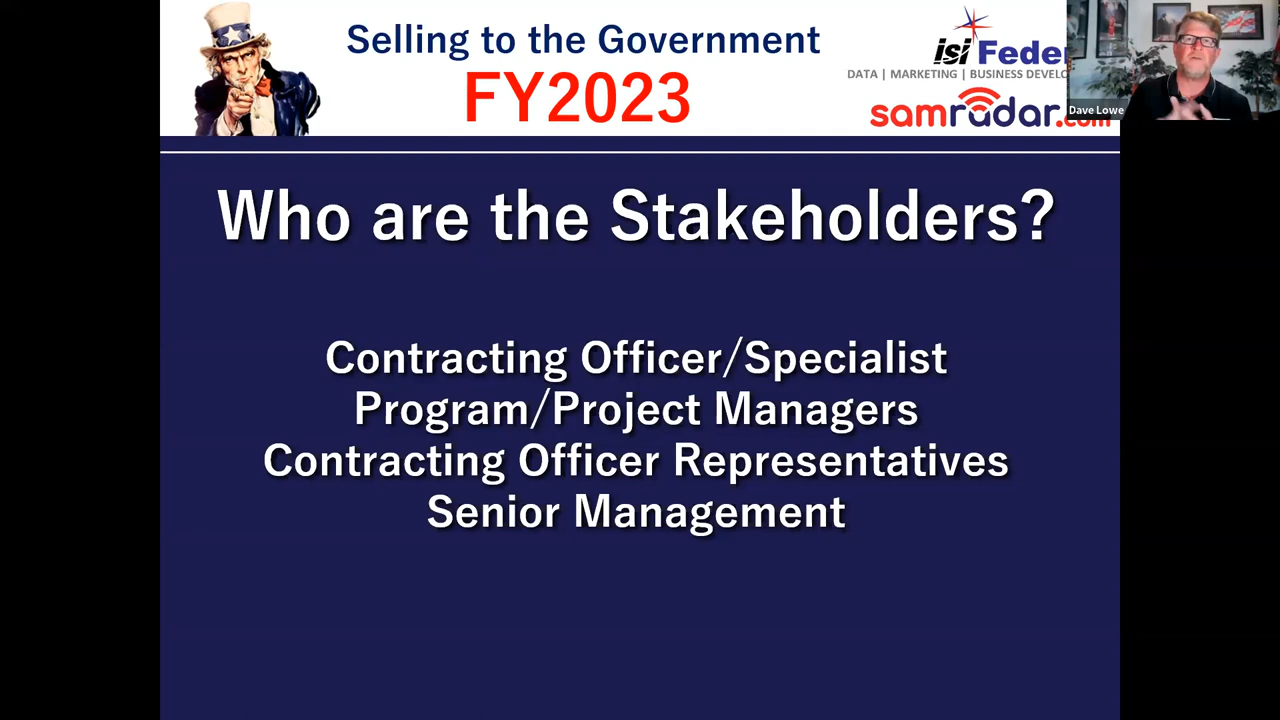 Selling to the Government
FY2023
isi Feder
DATA | MARKETING | BUSINESS DEVELO
samradar.com
Dave Lowe
Who are the Stakeholders?
Contracting Officer/Specialist
Program/Project Managers
Contracting Officer Representatives
Senior Management